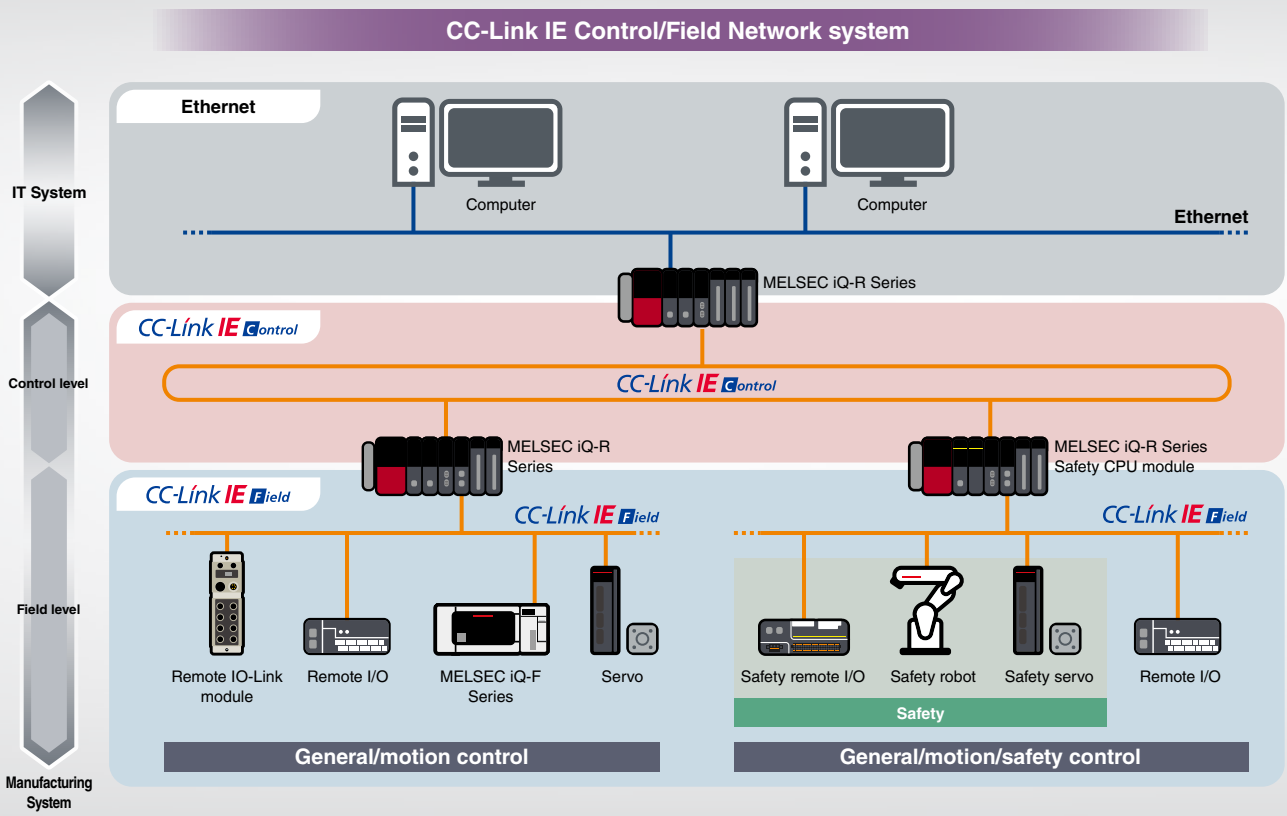 CC-Link IE Control/Field Network system
Ethernet
IT System
Computer
Computer
Ethernet
MELSEC iQ-R Series
CC-Link IE Control
Control level
CC-Link IE Control
MELSEC iQ-R
Series
MELSEC iQ-R Series
Safety CPU module
CC-Link IE Field
CC-Link IE Field
CC-Link IE Field
Field level
Remote IO-Link
module
Remote I/O
MELSEC iQ-F
Series
Servo
Safety remote I/O
Safety robot
Safety servo
Remote I/O
Safety
General/motion control
General/motion/safety control
Manufacturing
System